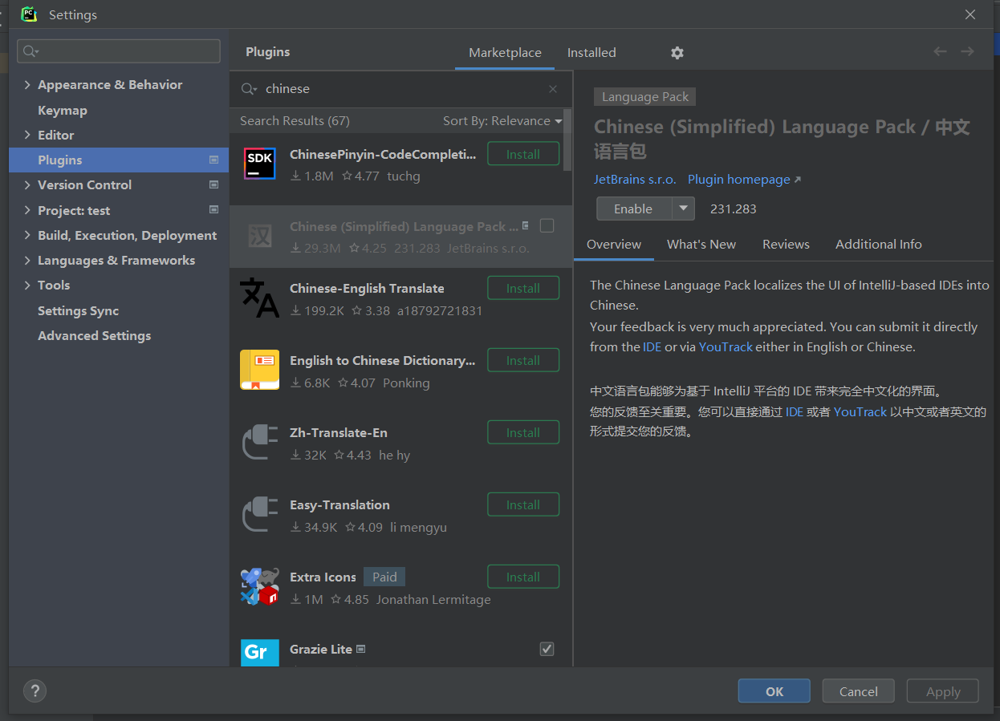 Settings
Appearance & Behavior
Keymap
Editor
Plugins
Version Control
Project: test
Build, Execution, Deployment
Languages & Frameworks
Tools
Settings Sync
Advanced Settings
Plugins
Marketplace
Installed
chinese
Search Results (67)
Sort By: Relevance
SDK
ChinesePinyin-CodeCompleti...
Install
1.8M 4.77 tuchg
汉
Chinese (Simplified) Language Pack ...
29.3M 4.25 231.283 JetBrains s.r.o.
文A
Chinese-English Translate
Install
199.2K 3.38 a18792721831
English to Chinese Dictionary...
Install
6.8K 4.07 Ponking
Zh-Translate-En
Install
32K 4.43 he hy
Easy-Translation
Install
34.9K 4.09 li mengyu
Extra Icons Paid
Install
1M 4.85 Jonathan Lermitage
Gr
Grazie Lite
Language Pack
Chinese (Simplified) Language Pack / 中文
语言包
JetBrains s.r.o. Plugin homepage
Enable
231.283
Overview
What's New
Reviews
Additional Info
The Chinese Language Pack localizes the UI of IntelliJ-based IDEs into
Chinese.
Your feedback is very much appreciated. You can submit it directly
from the IDE or via YouTrack either in English or Chinese.
中文语言包能够为基于 IntelliJ 平台的 IDE 带来完全中文化的界面。
您的反馈至关重要。您可以直接通过 IDE 或者 YouTrack 以中文或者英文的
形式提交您的反馈。
?
OK
Cancel
Apply